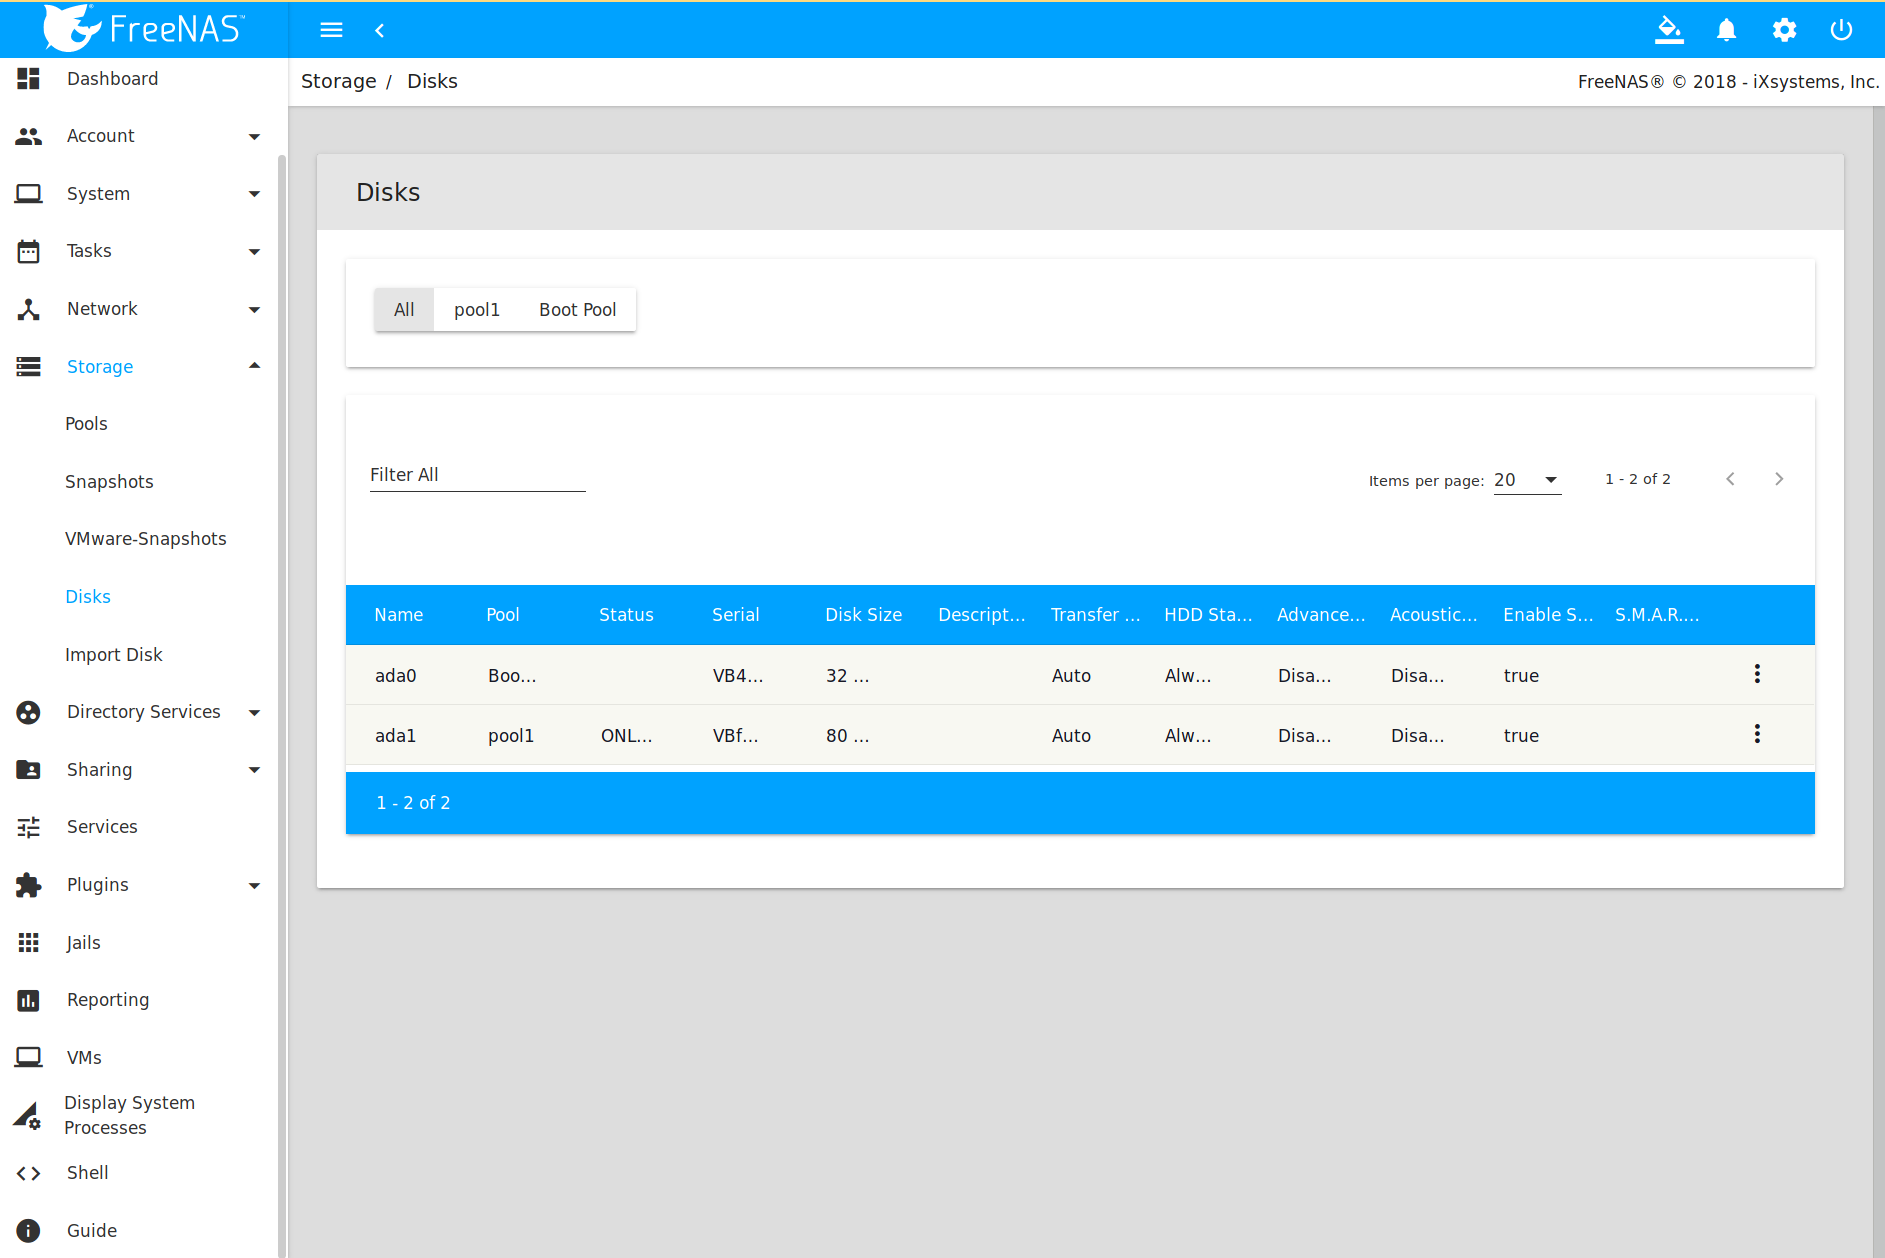 FreeNAS®™
Storage / Disks
FreeNAS® © 2018 - iXsystems, Inc.
Dashboard
Account
System
Tasks
Network
Storage
Pools
Snapshots
VMware-Snapshots
Disks
Import Disk
Directory Services
Sharing
Services
Plugins
Jails
Reporting
VMs
Display System
Processes
Shell
Guide
Disks
All pool1 Boot Pool
Filter All
Items per page: 20 1 - 2 of 2
Name Pool Status Serial Disk Size Descript... Transfer ... HDD Sta... Advance... Acoustic... Enable S... S.M.A.R....
ada0 Boo... VB4... 32 ... Auto Alw... Disa... Disa... true
ada1 pool1 ONL... VBf... 80 ... Auto Alw... Disa... Disa... true
1 - 2 of 2